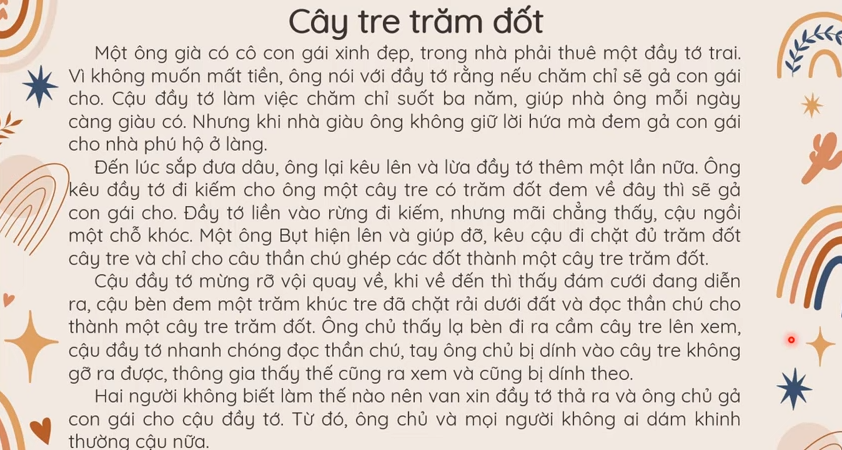 Cây tre trăm đốt
Một ông già có cô con gái xinh đẹp, trong nhà phải thuê một đầy tớ trai.
Vì không muốn mất tiền, ông nói với đầy tớ rằng nếu chăm chỉ sẽ gả con gái
cho. Cậu đầy tớ làm việc chăm chỉ suốt ba năm, giúp nhà ông mỗi ngày
càng giàu có. Nhưng khi nhà giàu ông không giữ lời hứa mà đem gả con gái
cho nhà phú hộ ở làng.
Đến lúc sắp đưa dâu, ông lại kêu lên và lừa đầy tớ thêm một lần nữa. Ông
kêu đầy tớ đi kiếm cho ông một cây tre có trăm đốt đem về đây thì sẽ gả
con gái cho. Đầy tớ liền vào rừng đi kiếm, nhưng mãi chẳng thấy, cậu ngồi
một chỗ khóc. Một ông Bụt hiện lên và giúp đỡ, kêu cậu đi chặt đủ trăm đốt
cây tre và chỉ cho câu thần chú ghép các đốt thành một cây tre trăm đốt.
Cậu đầy tớ mừng rỡ vội quay về, khi về đến thì thấy đám cưới đang diễn
ra, cậu bèn đem một trăm khúc tre đã chặt rải dưới đất và đọc thần chú cho
thành một cây tre trăm đốt. Ông chủ thấy lạ bèn đi ra cầm cây tre lên xem,
cậu đầy tớ nhanh chóng đọc thần chú, tay ông chủ bị dính vào cây tre không
gỡ ra được, thông gia thấy thế cũng ra xem và cũng bị dính theo.
Hai người không biết làm thế nào nên van xin đầy tớ thả ra và ông chủ gả
con gái cho cậu đầy tớ. Từ đó, ông chủ và mọi người không ai dám khinh
thường cậu nữa.